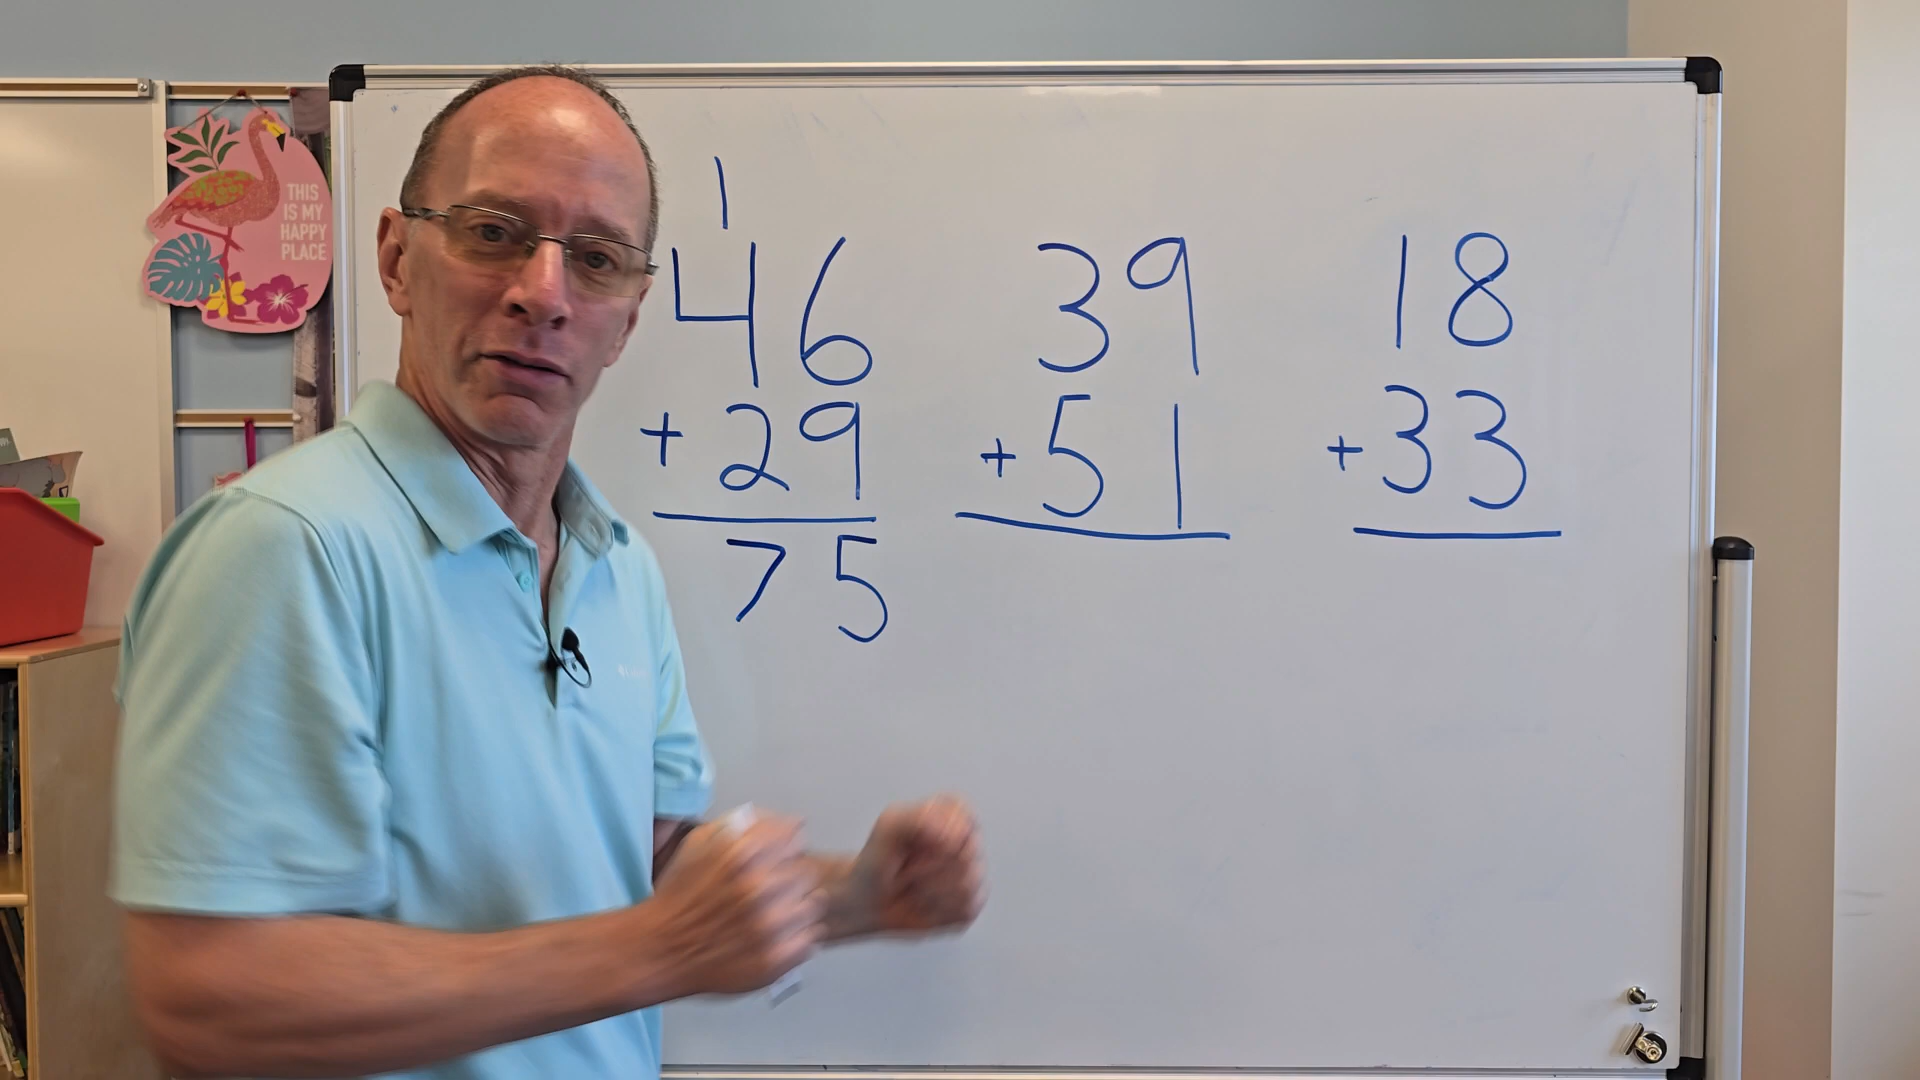 THIS
IS MY
HAPPY
PLACE
1
46
+ 29
75
39
+ 51
18
+ 33